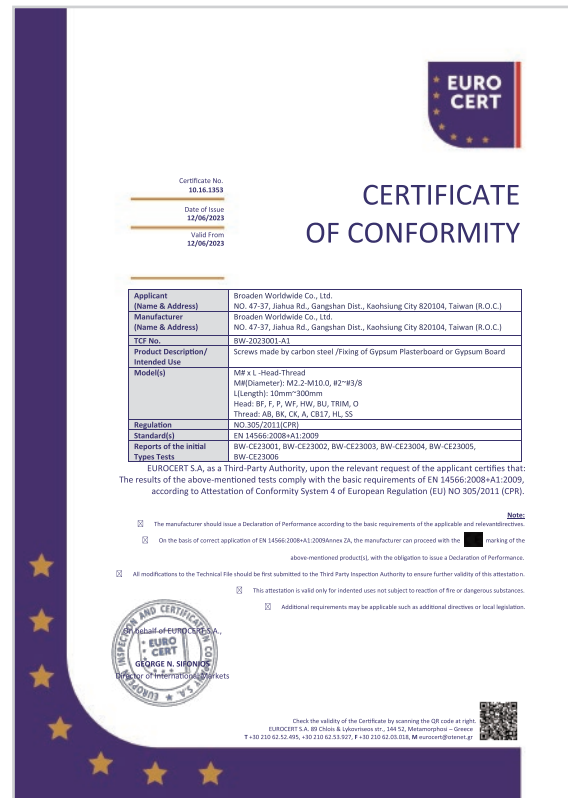 EURO
CERT
Certificate No.
10.16.1353
Date of Issue
12/06/2023
Valid From
12/06/2023
CERTIFICATE
OF CONFORMITY
Applicant
(Name & Address)
Broaden Worldwide Co., Ltd.
NO. 47-37, Jiahua Rd., Gangshan Dist., Kaohsiung City 820104, Taiwan (R.O.C.)
Manufacturer
(Name & Address)
Broaden Worldwide Co., Ltd.
NO. 47-37, Jiahua Rd., Gangshan Dist., Kaohsiung City 820104, Taiwan (R.O.C.)
TCF No.
BW-2023001-A1
Product Description/
Intended Use
Screws made by carbon steel /Fixing of Gypsum Plasterboard or Gypsum Board
Model(s)
M# x L -Head-Thread
M#(Diameter): M2.2-M10.0, #2~#3/8
L(Length): 10mm~300mm
Head: BF, F, P, WF, HW, BU, TRIM, O
Thread: AB, BK, CK, A, CB17, HL, SS
Regulation
NO.305/2011(CPR)
Standard(s)
EN 14566:2008+A1:2009
Reports of the initial
Types Tests
BW-CE23001, BW-CE23002, BW-CE23003, BW-CE23004, BW-CE23005,
BW-CE23006
EUROCERT S.A, as a Third-Party Authority, upon the relevant request of the applicant certifies that:
The results of the above-mentioned tests comply with the basic requirements of EN 14566:2008+A1:2009,
according to Attestation of Conformity System 4 of European Regulation (EU) NO 305/2011 (CPR).
Note:
The manufacturer should issue a Declaration of Performance according to the basic requirements of the applicable and relevantdirectives.
On the basis of correct application of EN 14566:2008+A1:2009Annex ZA, the manufacturer can proceed with the marking of the
above-mentioned product(s), with the obligation to issue a Declaration of Performance.
All modifications to the Technical File should be first submitted to the Third Party Inspection Authority to ensure further validity of this attestation.
This attestation is valid only for indented uses not subject to reaction of fire or dangerous substances.
Additional requirements may be applicable such as additional directives or local legislation.
On behalf of EUROCERT S.A.,
EUROPEAN INSPECTION AND CERTIFICATION COMPANY S.A.
EURO
CERT
GEORGE N. SIFONIOS
Director of International Markets
Check the validity of the Certificate by scanning the QR code at right.
EUROCERT S.A. 89 Chlois & Lykovriseos str., 144 52, Metamorphosi – Greece
T +30 210 62.52.495, +30 210 62.53.927, F +30 210 62.03.018, M eurocert@otenet.gr